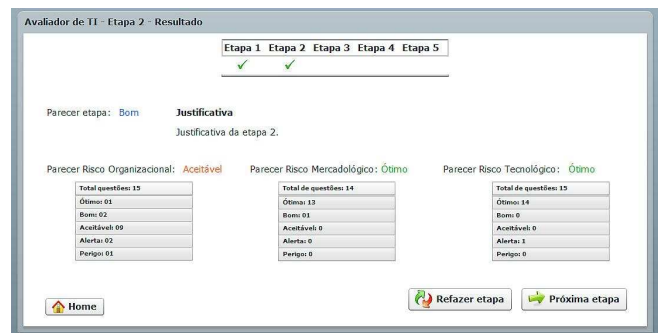 Avaliador de TI - Etapa 2 - Resultado
Etapa 1 Etapa 2 Etapa 3 Etapa 4 Etapa 5
Parecer etapa: Bom
Justificativa
Justificativa da etapa 2.
Parecer Risco Organizacional: Aceitável
Total questões: 15
Ótimo: 01
Bom: 02
Aceitável: 09
Alerta: 02
Perigo: 01
Parecer Risco Mercadológico: Ótimo
Total de questões: 14
Ótima: 13
Bom: 01
Aceitável: 0
Alerta: 0
Perigo: 0
Parecer Risco Tecnológico: Ótimo
Total de questões: 15
Ótimo: 14
Bom: 0
Aceitável: 0
Alerta: 1
Perigo: 0
Home
Refazer etapa
Próxima etapa